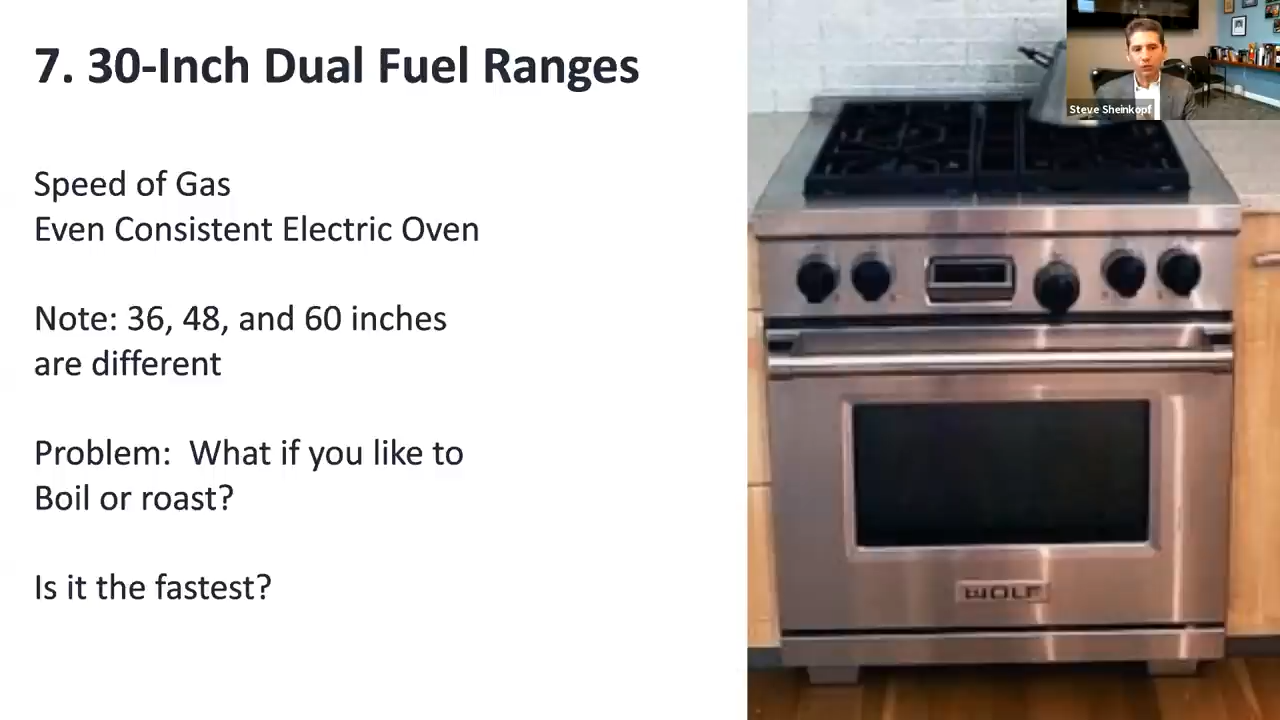 7. 30-Inch Dual Fuel Ranges
Steve Sheinkopf
Speed of Gas
Even Consistent Electric Oven
Note: 36, 48, and 60 inches
are different
Problem:  What if you like to
Boil or roast?
Is it the fastest?
WOLF